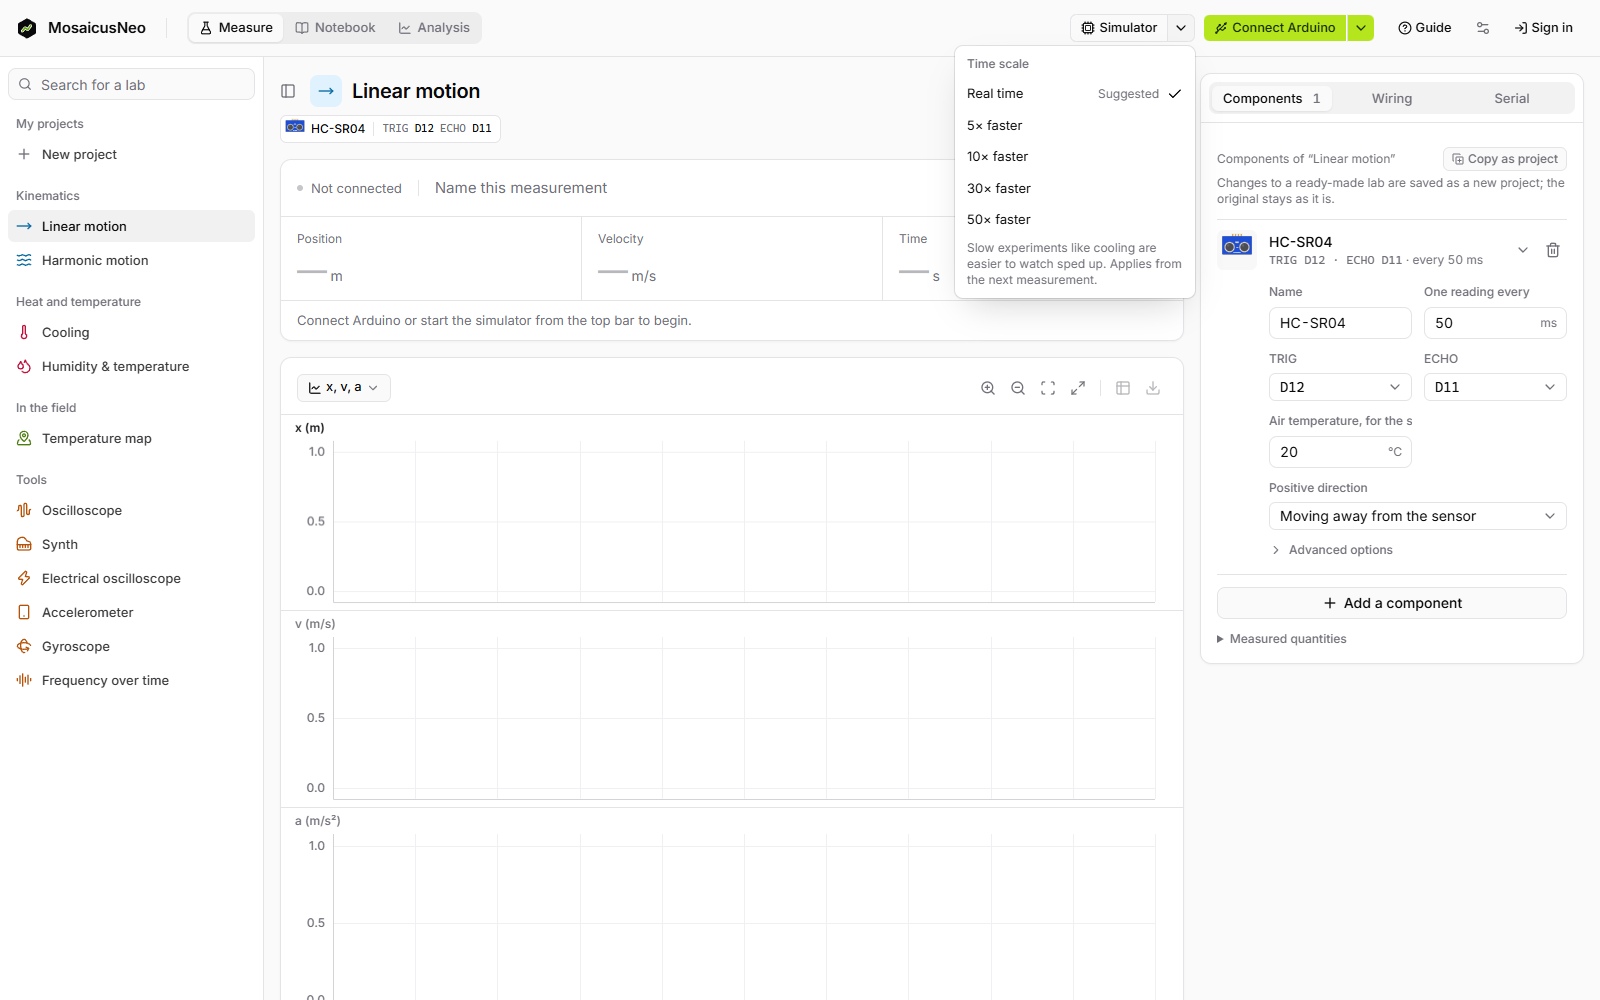 MosaicusNeo
Measure
Notebook
Analysis
Simulator
Connect Arduino
Guide
Sign in
Search for a lab
My projects
New project
Kinematics
Linear motion
Harmonic motion
Heat and temperature
Cooling
Humidity & temperature
In the field
Temperature map
Tools
Oscilloscope
Synth
Electrical oscilloscope
Accelerometer
Gyroscope
Frequency over time
Linear motion
HC-SR04 TRIG D12 ECHO D11
Not connected
Name this measurement
Position
m
Velocity
m/s
Time
s
Connect Arduino or start the simulator from the top bar to begin.
Time scale
Real time Suggested
5× faster
10× faster
30× faster
50× faster
Slow experiments like cooling are
easier to watch sped up. Applies from
the next measurement.
x, v, a
x (m)
1.0
0.5
0.0
v (m/s)
1.0
0.5
0.0
a (m/s²)
1.0
0.5
0.0
Components 1
Wiring
Serial
Components of “Linear motion”
Copy as project
Changes to a ready-made lab are saved as a new project; the
original stays as it is.
HC-SR04
TRIG D12 · ECHO D11 · every 50 ms
Name
HC-SR04
One reading every
50 ms
TRIG
D12
ECHO
D11
Air temperature, for the s
20 °C
Positive direction
Moving away from the sensor
Advanced options
Add a component
Measured quantities